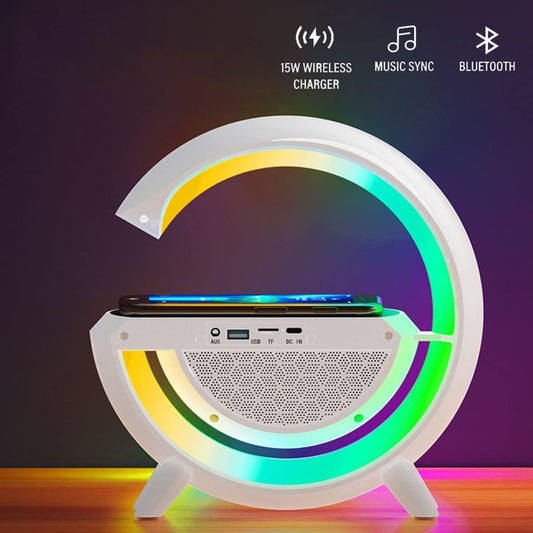 15W WIRELESS
CHARGER
MUSIC SYNC
BLUETOOTH
AUX USB TF DC IN